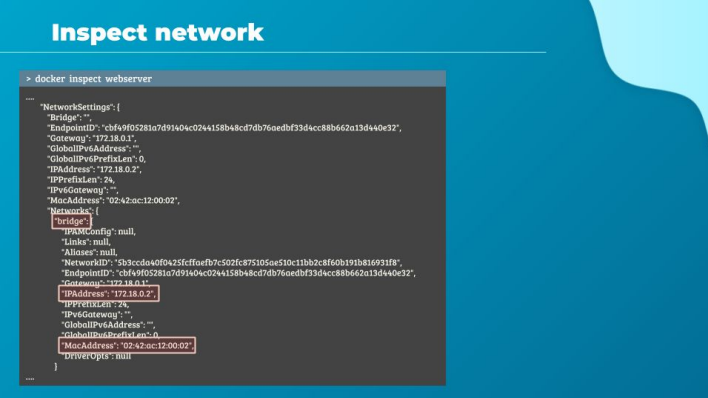 Inspect network
> docker inspect webserver
....
"NetworkSettings": {
"Bridge": "",
"EndpointID": "cbf49f05281a7d91404c0244158b48cd7db76aedbf33d4cc88b662a13d440e32",
"Gateway": "172.18.0.1",
"GlobalIPv6Address": "",
"GlobalIPv6PrefixLen": 0,
"IPAddress": "172.18.0.2",
"IPPrefixLen": 24,
"IPv6Gateway": "",
"MacAddress": "02:42:ac:12:00:02",
"Networks": {
"bridge": {
"IPAMConfig": null,
"Links": null,
"Aliases": null,
"NetworkID": "5b3ccda40f0425fcffaefb7c502fc875105ae510c11bb2c8f60b191b816931f8",
"EndpointID": "cbf49f05281a7d91404c0244158b48cd7db76aedbf33d4cc88b662a13d440e32",
"Gateway": "172.18.0.1",
"IPAddress": "172.18.0.2",
"IPPrefixLen": 24,
"IPv6Gateway": "",
"GlobalIPv6Address": "",
"GlobalIPv6PrefixLen": 0,
"MacAddress": "02:42:ac:12:00:02",
"DriverOpts": null
}
....